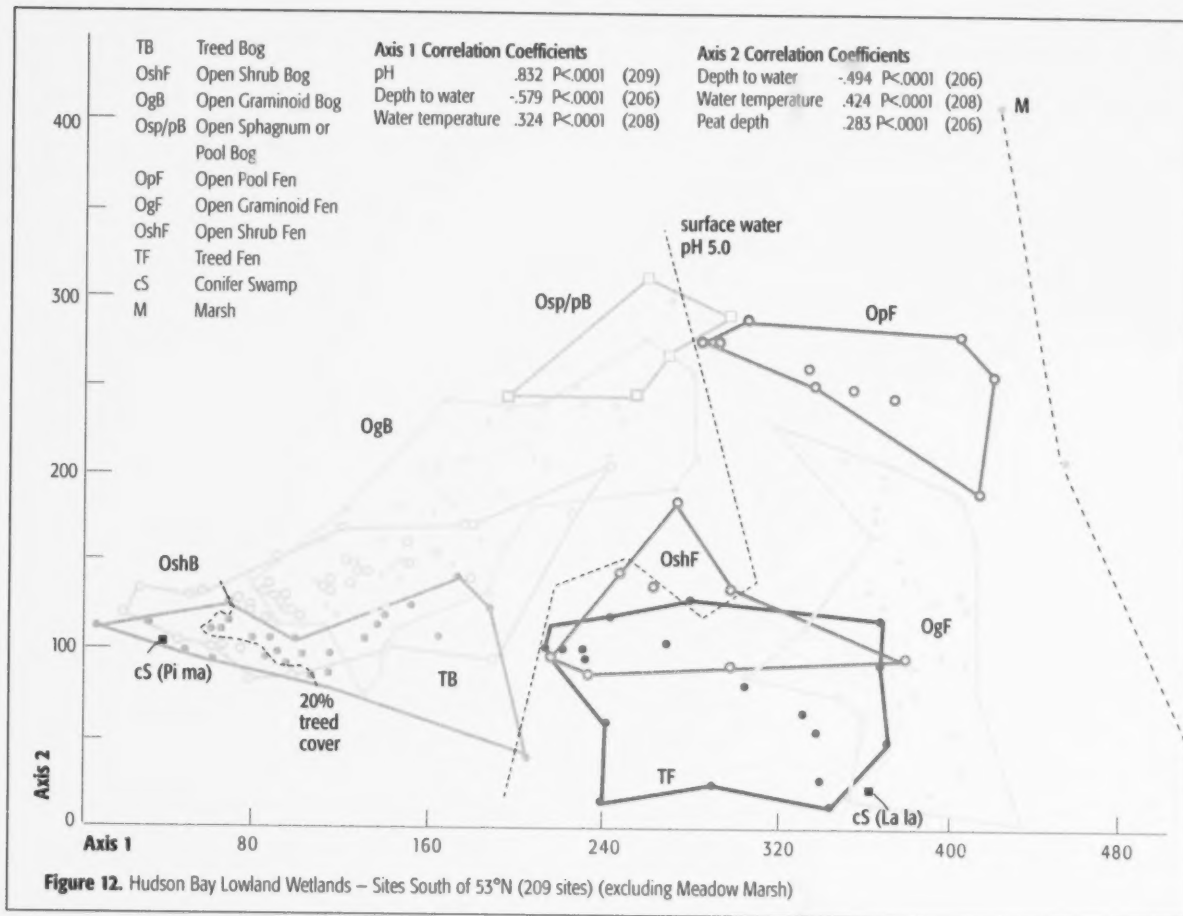 TB Treed Bog
OshF Open Shrub Bog
OgB Open Graminoid Bog
Osp/pB Open Sphagnum or
Pool Bog
OpF Open Pool Fen
OgF Open Graminoid Fen
OshF Open Shrub Fen
TF Treed Fen
cS Conifer Swamp
M Marsh
Axis 1 Correlation Coefficients
pH .832 P<.0001 (209)
Depth to water -.579 P<.0001 (206)
Water temperature .324 P<.0001 (208)
Axis 2 Correlation Coefficients
Depth to water -.494 P<.0001 (206)
Water temperature .424 P<.0001 (208)
Peat depth .283 P<.0001 (206)
M
400
surface water
pH 5.0
300
Osp/pB
OpF
OgB
200
OshB
OshF
OgF
100
cS (Pi ma)
TB
20%
treed
cover
TF
cS (La la)
Axis 2
0
Axis 1
80
160
240
320
400
480
Figure 12. Hudson Bay Lowland Wetlands – Sites South of 53°N (209 sites) (excluding Meadow Marsh)